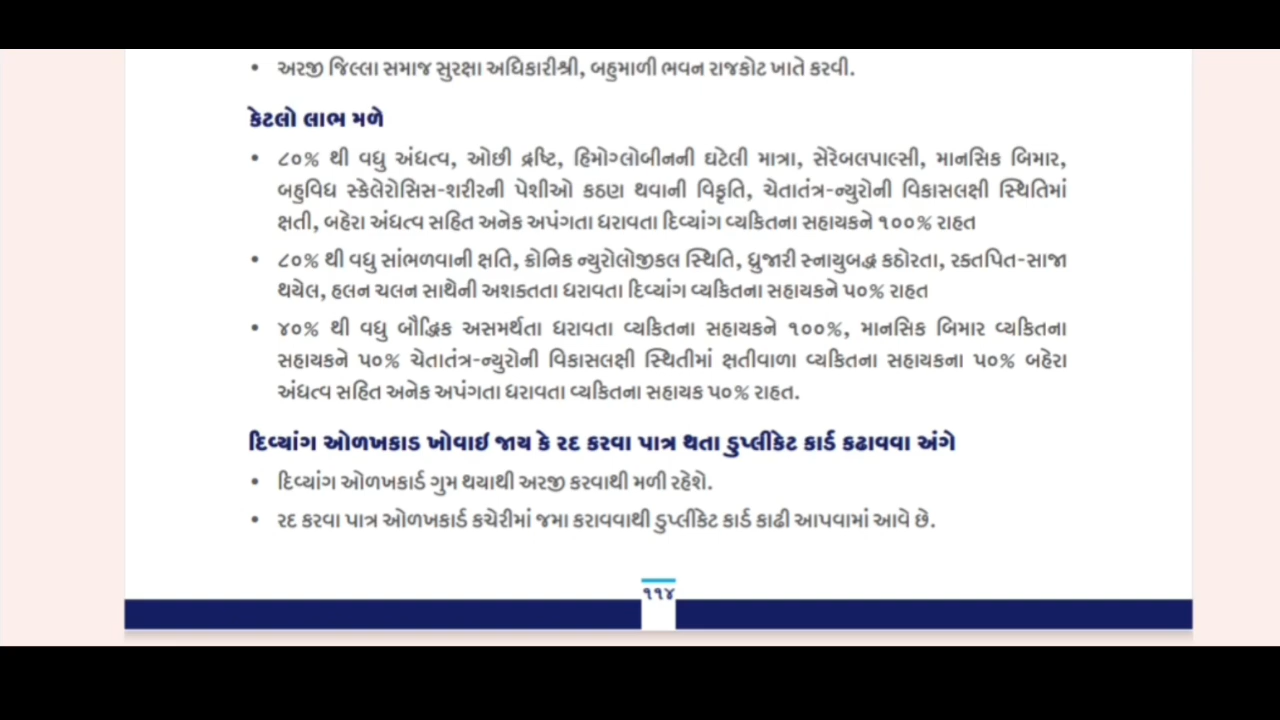 • અરજી જિલ્લા સમાજ સુરક્ષા અધિકારીશ્રી, બહુમાળી ભવન રાજકોટ ખાતે કરવી.
કેટલો લાભ મળે
• ૮૦% થી વધુ અંધત્વ, ઓછી દ્રષ્ટિ, હિમોગ્લોબીનની ઘટેલી માત્રા, સેરેબલપાલ્સી, માનસિક બિમાર,
બહુવિધ સ્કેલેરોસિસ-શરીરની પેશીઓ કઠણ થવાની વિકૃતિ, ચેતાતંત્ર-ન્યુરોની વિકાસલક્ષી સ્થિતિમાં
ક્ષતી, બહેરા અંધત્વ સહિત અનેક અપંગતા ધરાવતા દિવ્યાંગ વ્યકિતના સહાયકને ૧૦૦% રાહત
• ૮૦% થી વધુ સાંભળવાની ક્ષતિ, ક્રોનિક ન્યુરોલોજીકલ સ્થિતિ, ધ્રુજારી સ્નાયુબદ્ધ કઠોરતા, રક્તપિત-સાજા
થયેલ, હલન ચલન સાથેની અશક્તતા ધરાવતા દિવ્યાંગ વ્યકિતના સહાયકને ૫૦% રાહત
• ૪૦% થી વધુ બૌદ્ધિક અસમર્થતા ધરાવતા વ્યકિતના સહાયકને ૧૦૦%, માનસિક બિમાર વ્યકિતના
સહાયકને ૫૦% ચેતાતંત્ર-ન્યુરોની વિકાસલક્ષી સ્થિતીમાં ક્ષતીવાળા વ્યકિતના સહાયકના ૫૦% બહેરા
અંધત્વ સહિત અનેક અપંગતા ધરાવતા વ્યકિતના સહાયક ૫૦% રાહત.
દિવ્યાંગ ઓળખકાડ ખોવાઇ જાય કે રદ કરવા પાત્ર થતા ડુપ્લીકેટ કાર્ડ કઢાવવા અંગે
• દિવ્યાંગ ઓળખકાર્ડ ગુમ થયાથી અરજી કરવાથી મળી રહેશે.
• રદ કરવા પાત્ર ઓળખકાર્ડ કચેરીમાં જમા કરાવવાથી ડુપ્લીકેટ કાર્ડ કાઢી આપવામાં આવે છે.
૧૧૪